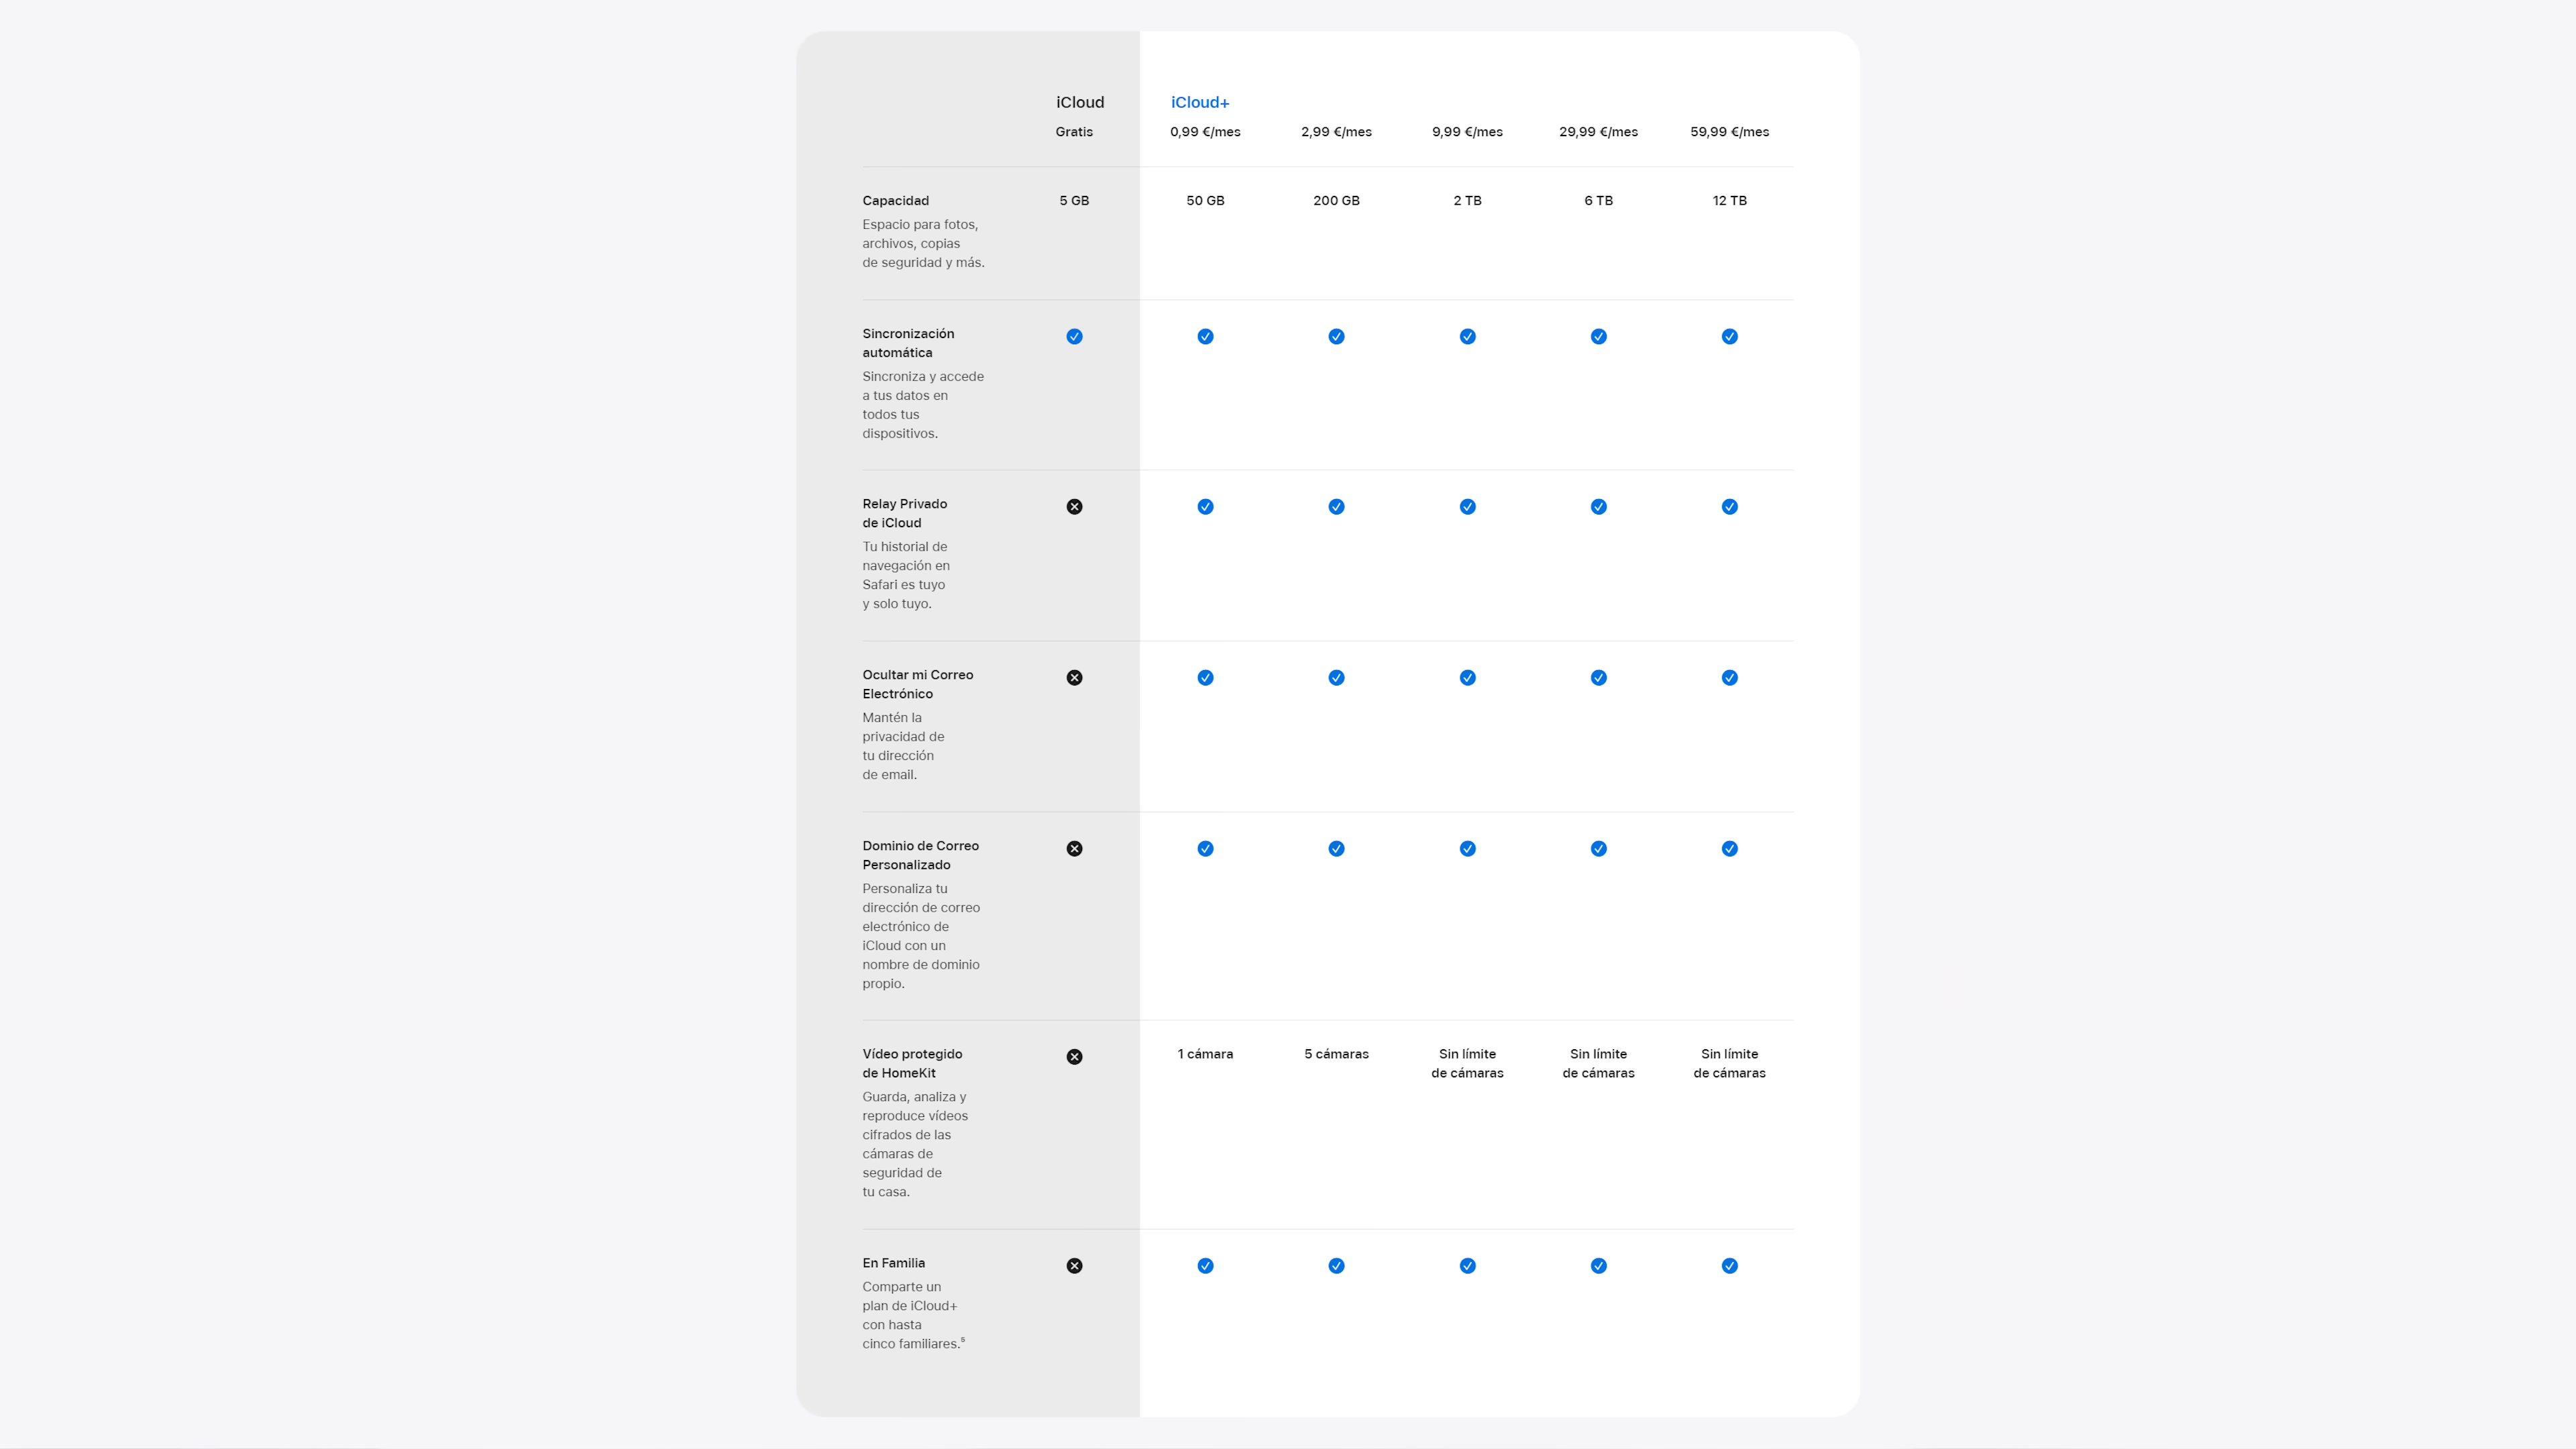 iCloud
iCloud+
Gratis
0,99 €/mes
2,99 €/mes
9,99 €/mes
29,99 €/mes
59,99 €/mes
Capacidad
Espacio para fotos,
archivos, copias
de seguridad y más.
5 GB
50 GB
200 GB
2 TB
6 TB
12 TB
Sincronización
automática
Sincroniza y accede
a tus datos en
todos tus
dispositivos.
Relay Privado
de iCloud
Tu historial de
navegación en
Safari es tuyo
y solo tuyo.
Ocultar mi Correo
Electrónico
Mantén la
privacidad de
tu dirección
de email.
Dominio de Correo
Personalizado
Personaliza tu
dirección de correo
electrónico de
iCloud con un
nombre de dominio
propio.
Vídeo protegido
de HomeKit
Guarda, analiza y
reproduce vídeos
cifrados de las
cámaras de
seguridad de
tu casa.
1 cámara
5 cámaras
Sin límite
de cámaras
Sin límite
de cámaras
Sin límite
de cámaras
En Familia
Comparte un
plan de iCloud+
con hasta
cinco familiares.⁵